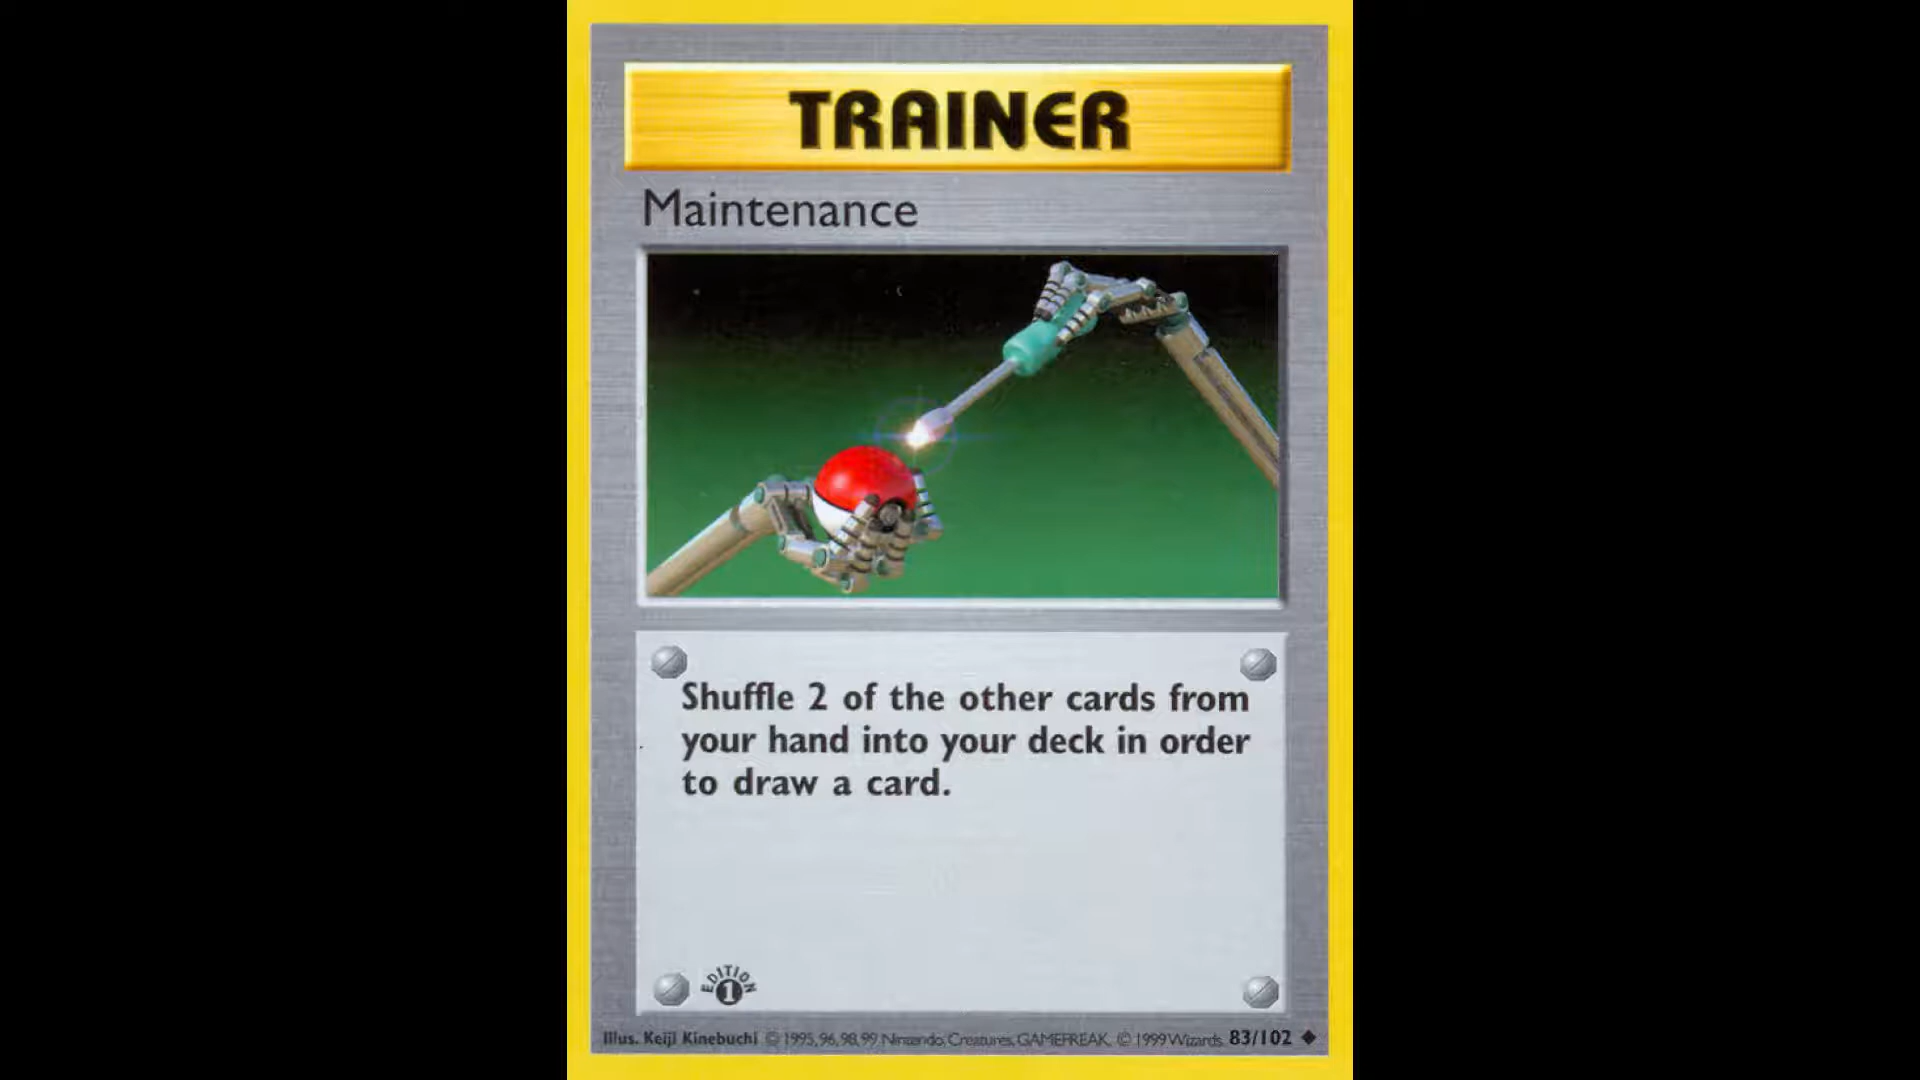 TRAINER
Maintenance
Shuffle 2 of the other cards from
your hand into your deck in order
to draw a card.
EDITION
1
Illus. Keiji Kinebuchi © 1995, 96, 98, 99 Nintendo, Creatures, GAMEFREAK. © 1999 Wizards. 83/102